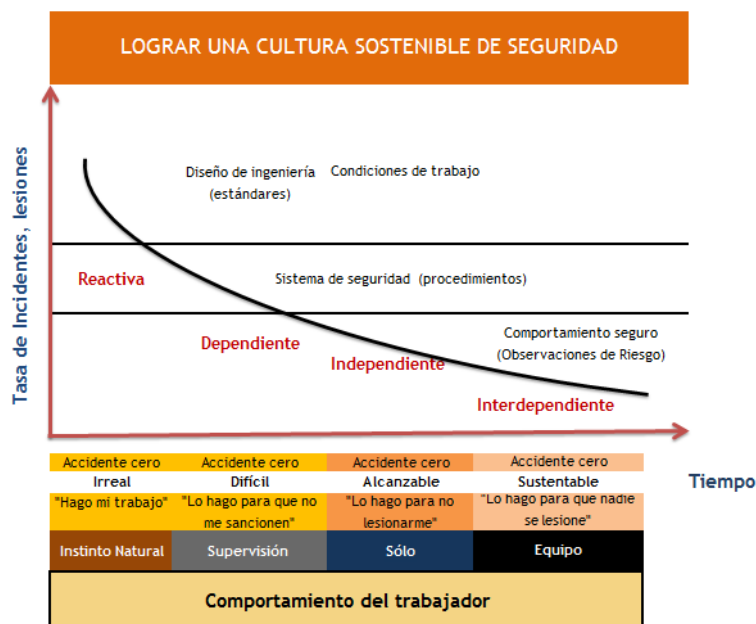 LOGRAR UNA CULTURA SOSTENIBLE DE SEGURIDAD
Tasa de Incidentes, lesiones
Diseño de ingeniería
(estándares)
Condiciones de trabajo
Reactiva
Sistema de seguridad (procedimientos)
Dependiente
Independiente
Comportamiento seguro
(Observaciones de Riesgo)
Interdependiente
Tiempo
Accidente cero
Irreal
"Hago mi trabajo"
Instinto Natural
Accidente cero
Difícil
"Lo hago para que no
me sancionen"
Supervisión
Accidente cero
Alcanzable
"Lo hago para no
lesionarme"
Sólo
Accidente cero
Sustentable
"Lo hago para que nadie
se lesione"
Equipo
Comportamiento del trabajador